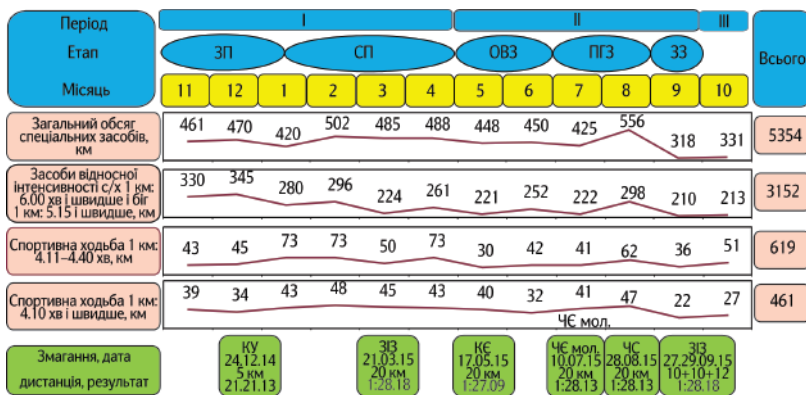 Період
I
II
III
Всього
Етап
ЗП
СП
ОВЗ
ПГЗ
ЗЗ
Місяць
11 12 1 2 3 4 5 6 7 8 9 10
Загальний обсяг
спеціальних засобів,
км
461 470 420 502 485 488 448 450 425 556 318 331
5354
Засоби відносної
інтенсивності с/х 1 км:
6.00 хв і швидше і біг
1 км: 5.15 і швидше, км
330 345 280 296 224 261 221 252 222 298 210 213
3152
Спортивна ходьба 1 км:
4.11–4.40 хв, км
43 45 73 73 50 73 30 42 41 62 36 51
619
Спортивна ходьба 1 км:
4.10 хв і швидше, км
39 34 43 48 45 43 40 32 41 47 22 27
461
ЧЄ мол.
Змагання, дата
дистанція, результат
КУ
24.12.14
5 км
21.21.13
ЗІЗ
21.03.15
20 км
1:28.18
КЄ
17.05.15
20 км
1:27.09
ЧЄ мол.
10.07.15
20 км
1:28.13
ЧС
28.08.15
20 км
1:28.13
ЗІЗ
27.29.09.15
10+10+12
1:28.18